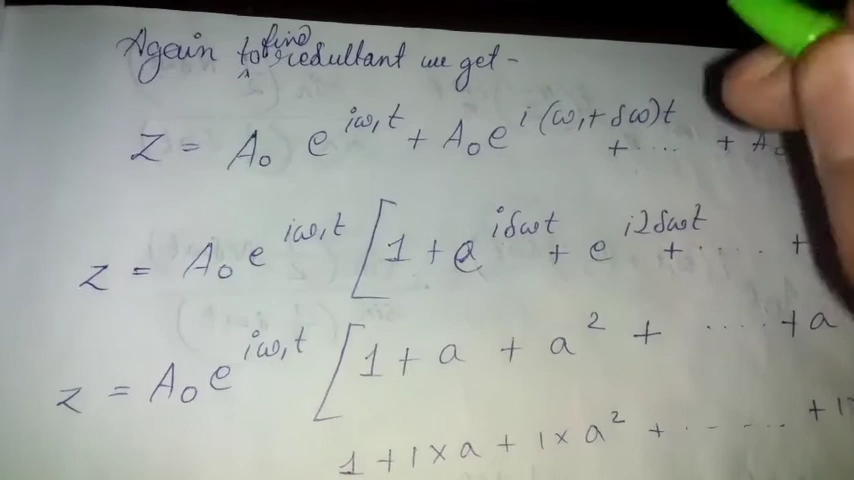 Again to find resultant we get -
Z = A₀ e^{iω₁t} + A₀ e^{i(ω₁+δω)t} + .... + A₀
z = A₀ e^{iω₁t} [1 + e^{iδωt} + e^{i2δωt} + ..... +
z = A₀ e^{iω₁t} [1 + a + a² + ..... + a
1 + 1×a + 1×a² + ...... + 1